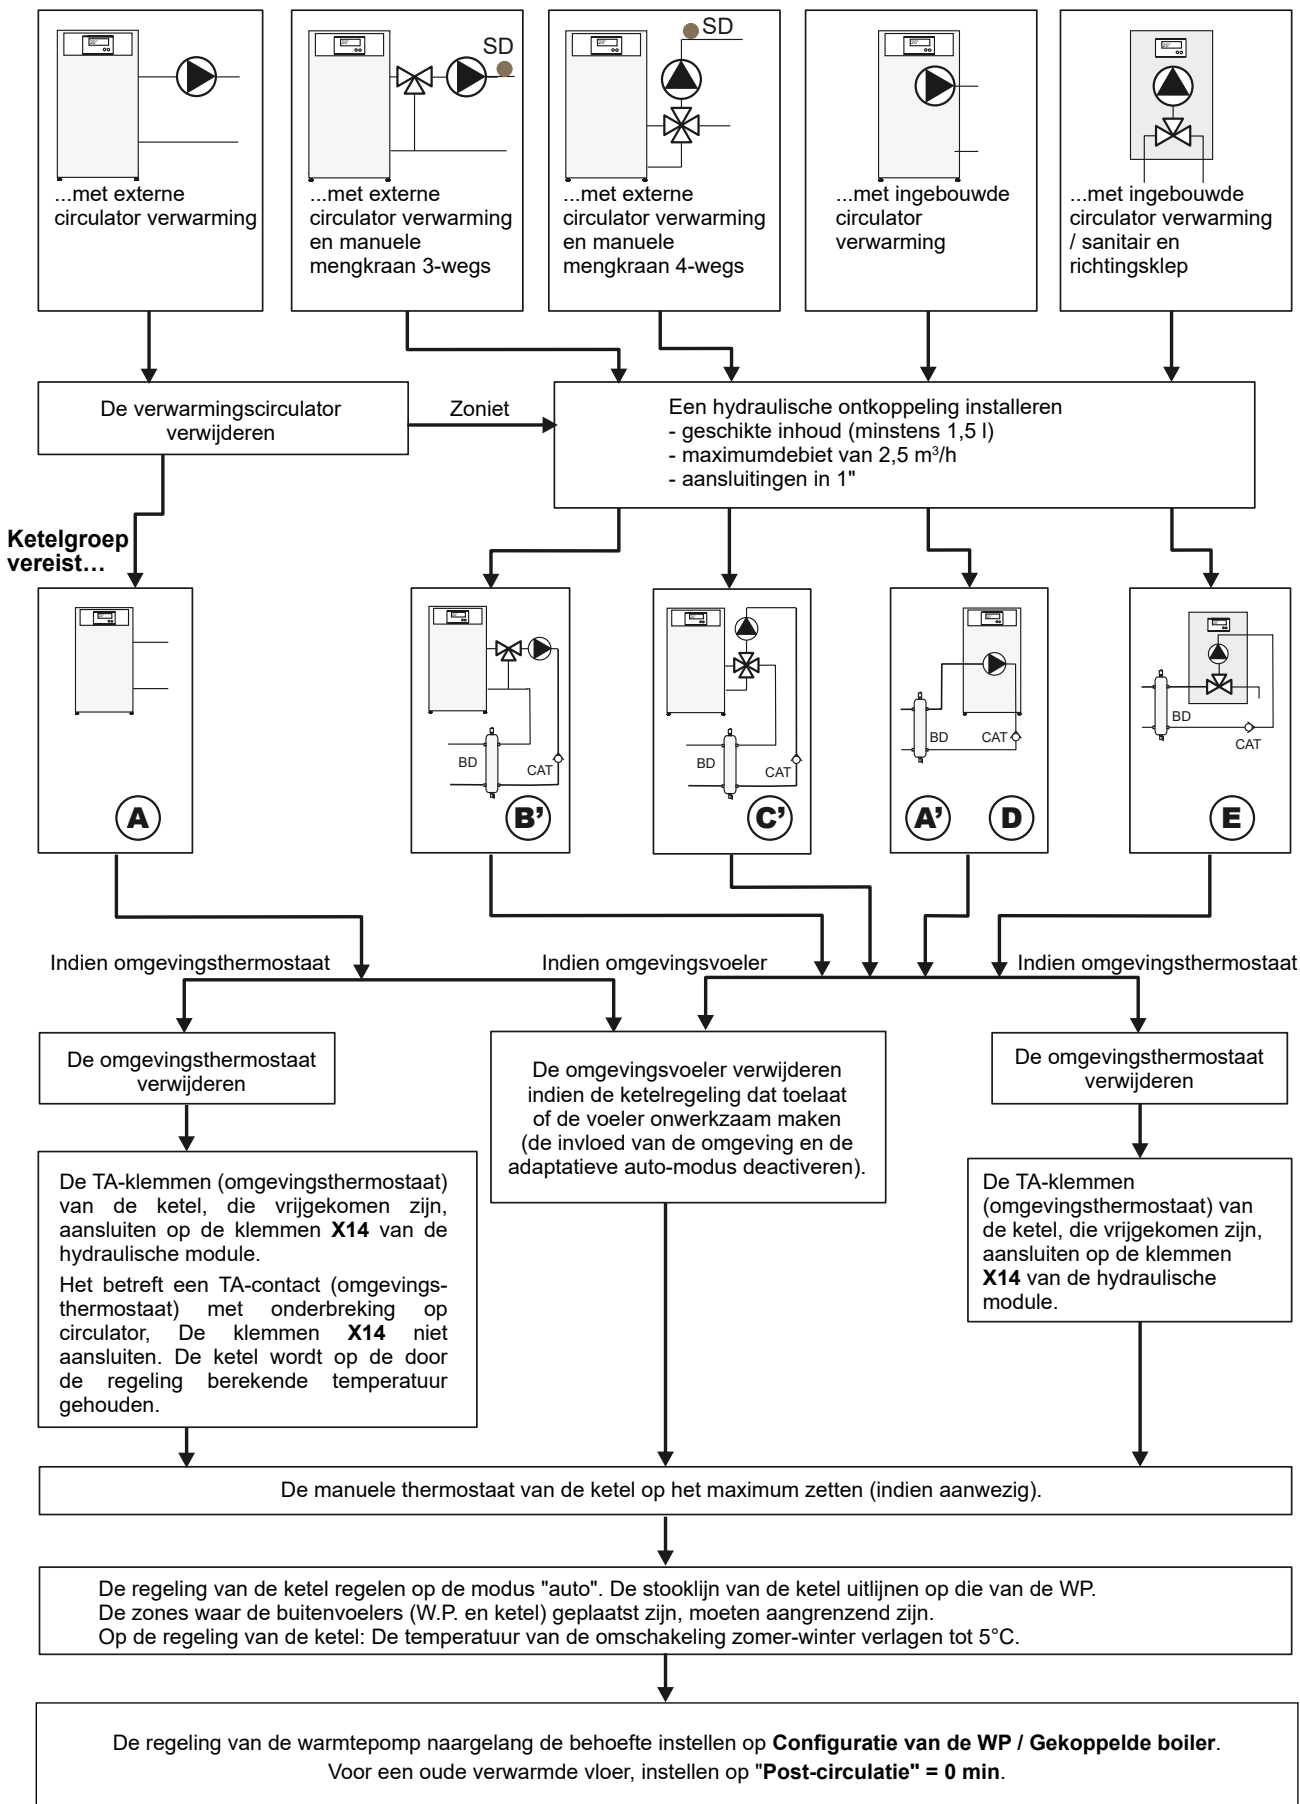 SD
SD
...met externe
circulator verwarming
...met externe
circulator verwarming
en manuele
mengkraan 3-wegs
...met externe
circulator verwarming
en manuele
mengkraan 4-wegs
...met ingebouwde
circulator
verwarming
...met ingebouwde
circulator verwarming
/ sanitair en
richtingsklep
De verwarmingscirculator
verwijderen
Zoniet
Een hydraulische ontkoppeling installeren
- geschikte inhoud (minstens 1,5 l)
- maximumdebiet van 2,5 m³/h
- aansluitingen in 1"
Ketelgroep
vereist…
A
BD
CAT
B’
BD
CAT
C’
BD
CAT
A’
D
BD
CAT
E
Indien omgevingsthermostaat
Indien omgevingsvoeler
Indien omgevingsthermostaat
De omgevingsthermostaat
verwijderen
De omgevingsvoeler verwijderen
indien de ketelregeling dat toelaat
of de voeler onwerkzaam maken
(de invloed van de omgeving en de
adaptatieve auto-modus deactiveren).
De omgevingsthermostaat
verwijderen
De TA-klemmen (omgevingsthermostaat)
van de ketel, die vrijgekomen zijn,
aansluiten op de klemmen X14 van de
hydraulische module.
Het betreft een TA-contact (omgevings-
thermostaat) met onderbreking op
circulator, De klemmen X14 niet
aansluiten. De ketel wordt op de door
de regeling berekende temperatuur
gehouden.
De TA-klemmen
(omgevingsthermostaat) van
de ketel, die vrijgekomen zijn,
aansluiten op de klemmen
X14 van de hydraulische
module.
De manuele thermostaat van de ketel op het maximum zetten (indien aanwezig).
De regeling van de ketel regelen op de modus "auto". De stooklijn van de ketel uitlijnen op die van de WP.
De zones waar de buitenvoelers (W.P. en ketel) geplaatst zijn, moeten aangrenzend zijn.
Op de regeling van de ketel: De temperatuur van de omschakeling zomer-winter verlagen tot 5°C.
De regeling van de warmtepomp naargelang de behoefte instellen op Configuratie van de WP / Gekoppelde boiler.
Voor een oude verwarmde vloer, instellen op "Post-circulatie" = 0 min.